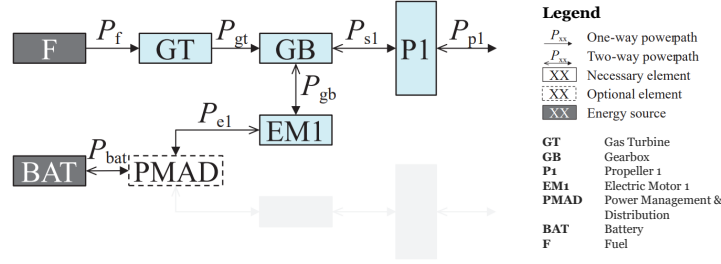 F
P_f
GT
P_gt
GB
P_s1
P1
P_p1
P_gb
P_e1
EM1
BAT
P_bat
PMAD
Legend
P_xx One-way powerpath
P_xx Two-way powerpath
XX Necessary element
XX Optional element
XX Energy source
GT Gas Turbine
GB Gearbox
P1 Propeller 1
EM1 Electric Motor 1
PMAD Power Management &
Distribution
BAT Battery
F Fuel